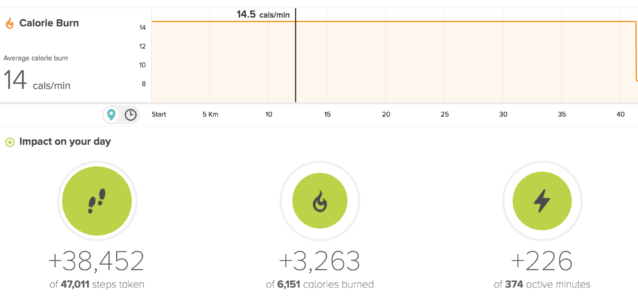 Calorie Burn
14.5 cals/min
14
12
10
8
Average calorie burn
14 cals/min
Start 5 Km 10 15 20 25 30 35 40
Impact on your day
+38,452
of 47,011 steps taken
+3,263
of 6,151 calories burned
+226
of 374 active minutes